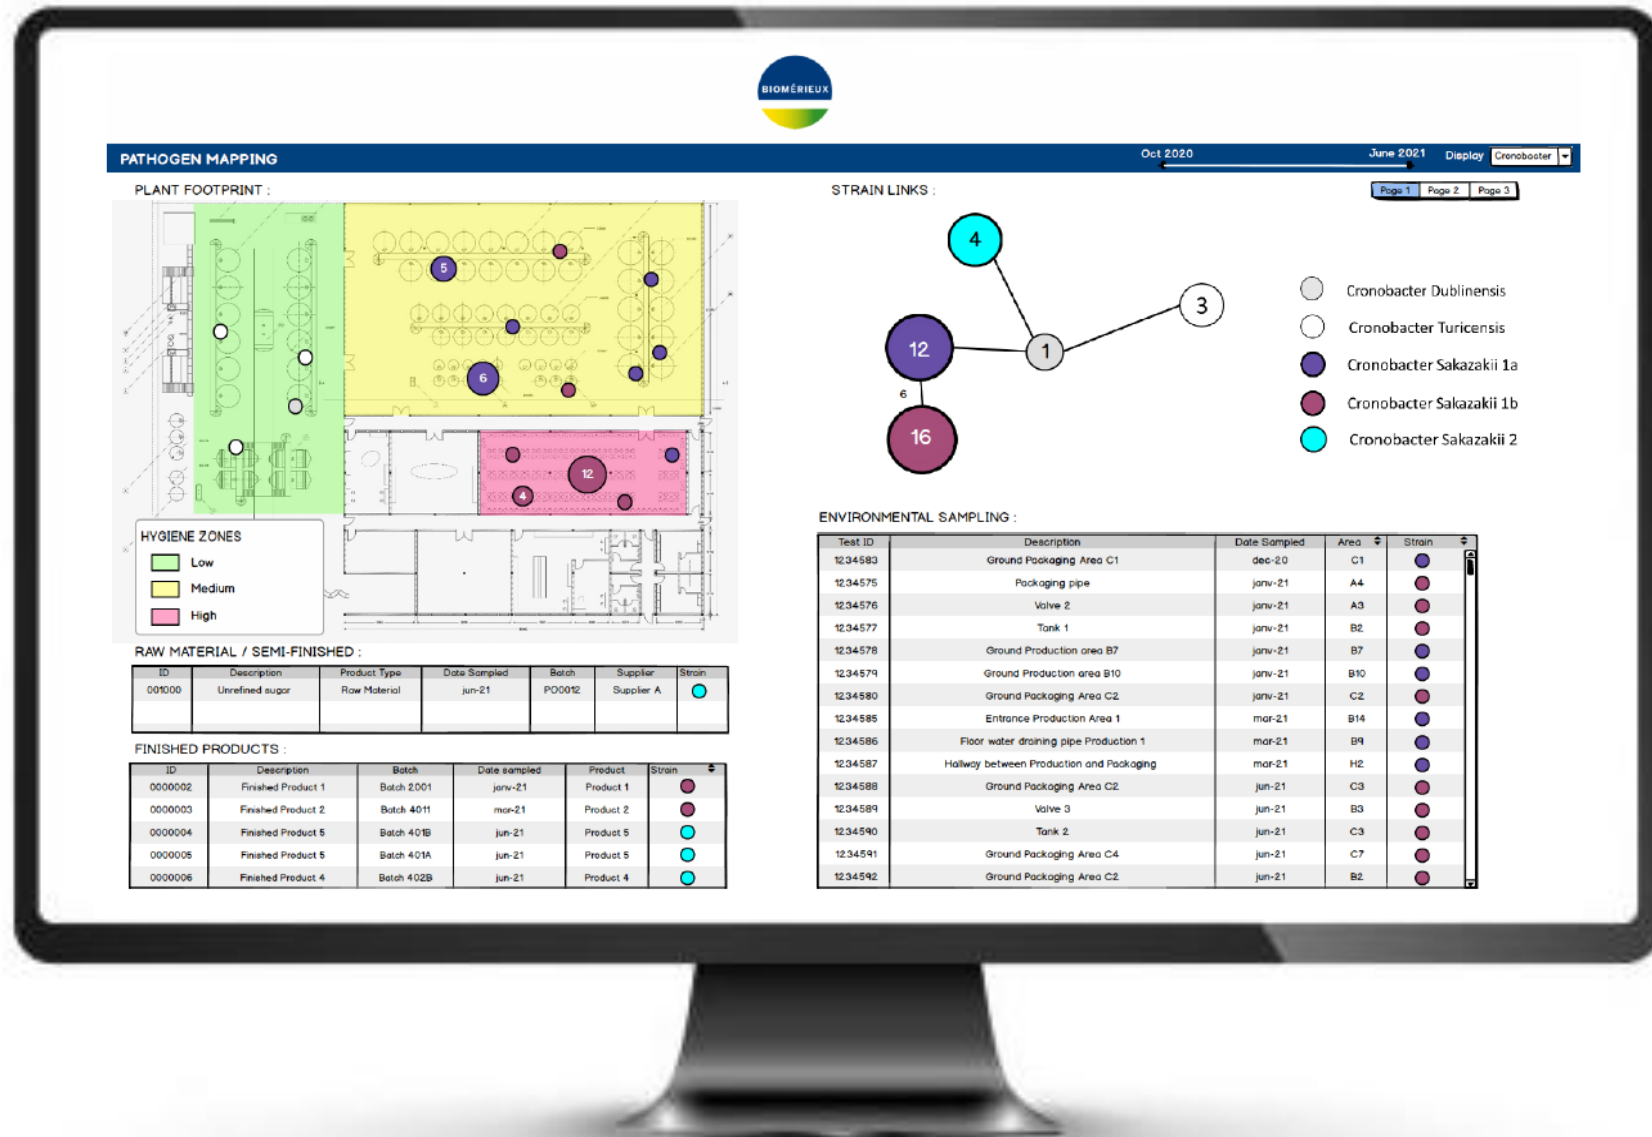 BIOMÉRIEUX
PATHOGEN MAPPING
Oct 2020
June 2021
Display
Cronobacter
PLANT FOOTPRINT :
5
6
12
4
HYGIENE ZONES
Low
Medium
High
STRAIN LINKS :
Page 1 Page 2 Page 3
4
3
12
1
6
16
Cronobacter Dublinensis
Cronobacter Turicensis
Cronobacter Sakazakii 1a
Cronobacter Sakazakii 1b
Cronobacter Sakazakii 2
RAW MATERIAL / SEMI-FINISHED :
ID Description Product Type Date Sampled Batch Supplier Strain
001000 Unrefined sugar Raw Material jun-21 PO0012 Supplier A
FINISHED PRODUCTS :
ID Description Batch Date sampled Product Strain
0000002 Finished Product 1 Batch 2001 janv-21 Product 1
0000003 Finished Product 2 Batch 4011 mar-21 Product 2
0000004 Finished Product 5 Batch 401B jun-21 Product 5
0000005 Finished Product 5 Batch 401A jun-21 Product 5
0000006 Finished Product 4 Batch 402B jun-21 Product 4
ENVIRONMENTAL SAMPLING :
Test ID Description Date Sampled Area Strain
1234583 Ground Packaging Area C1 dec-20 C1
1234575 Packaging pipe janv-21 A4
1234576 Valve 2 janv-21 A3
1234577 Tank 1 janv-21 B2
1234578 Ground Production area B7 janv-21 B7
1234579 Ground Production area B10 janv-21 B10
1234580 Ground Packaging Area C2 janv-21 C2
1234585 Entrance Production Area 1 mar-21 B14
1234586 Floor water draining pipe Production 1 mar-21 B9
1234587 Hallway between Production and Packaging mar-21 H2
1234588 Ground Packaging Area C2 jun-21 C3
1234589 Valve 3 jun-21 B3
1234590 Tank 2 jun-21 C3
1234591 Ground Packaging Area C4 jun-21 C7
1234592 Ground Packaging Area C2 jun-21 B2